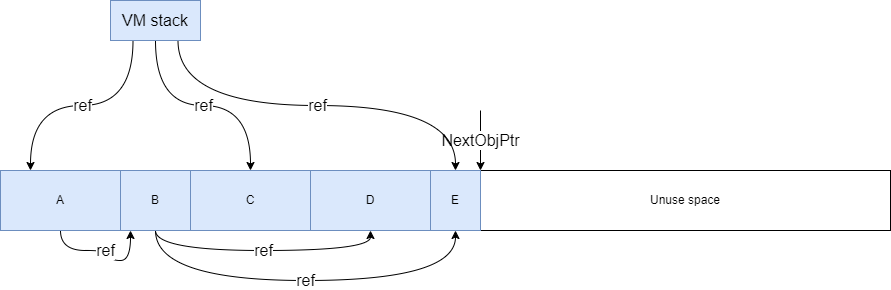 VM stack
ref
ref
ref
NextObjPtr
A
B
C
D
E
Unuse space
ref
ref
ref